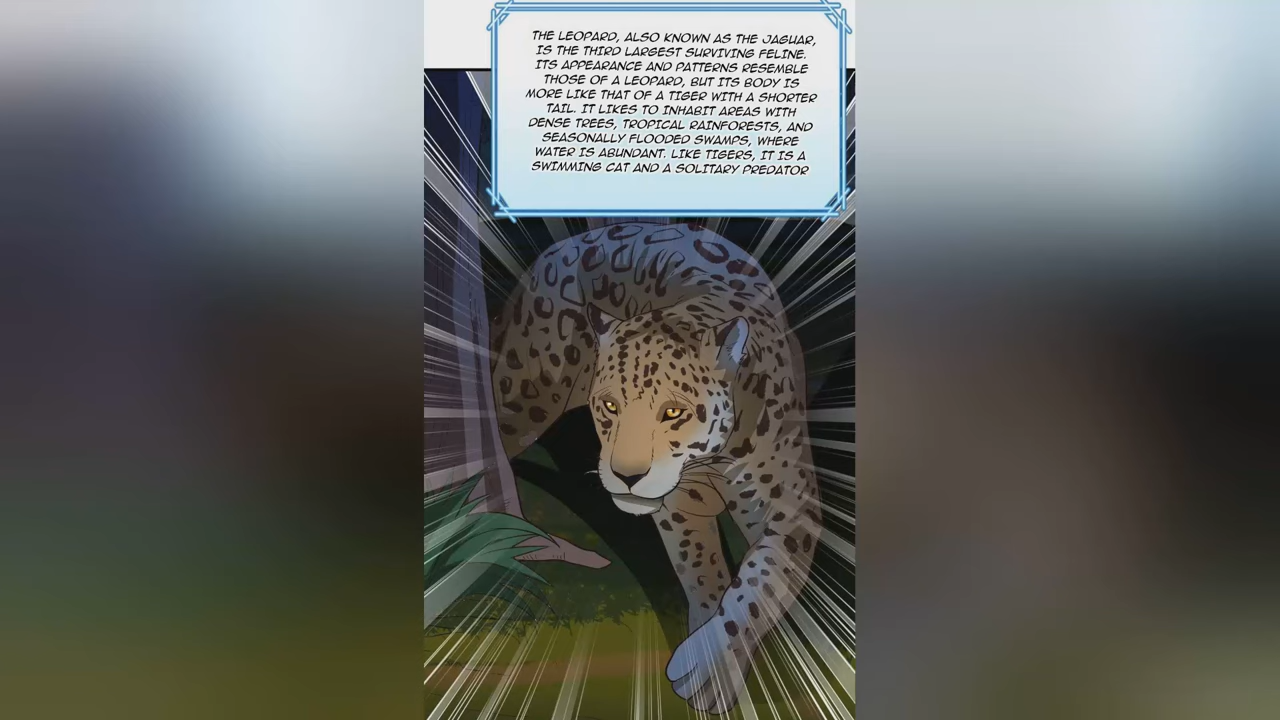 THE LEOPARD, ALSO KNOWN AS THE JAGUAR,
IS THE THIRD LARGEST SURVIVING FELINE.
ITS APPEARANCE AND PATTERNS RESEMBLE
THOSE OF A LEOPARD, BUT ITS BODY IS
MORE LIKE THAT OF A TIGER WITH A SHORTER
TAIL. IT LIKES TO INHABIT AREAS WITH
DENSE TREES, TROPICAL RAINFORESTS, AND
SEASONALLY FLOODED SWAMPS, WHERE
WATER IS ABUNDANT. LIKE TIGERS, IT IS A
SWIMMING CAT AND A SOLITARY PREDATOR